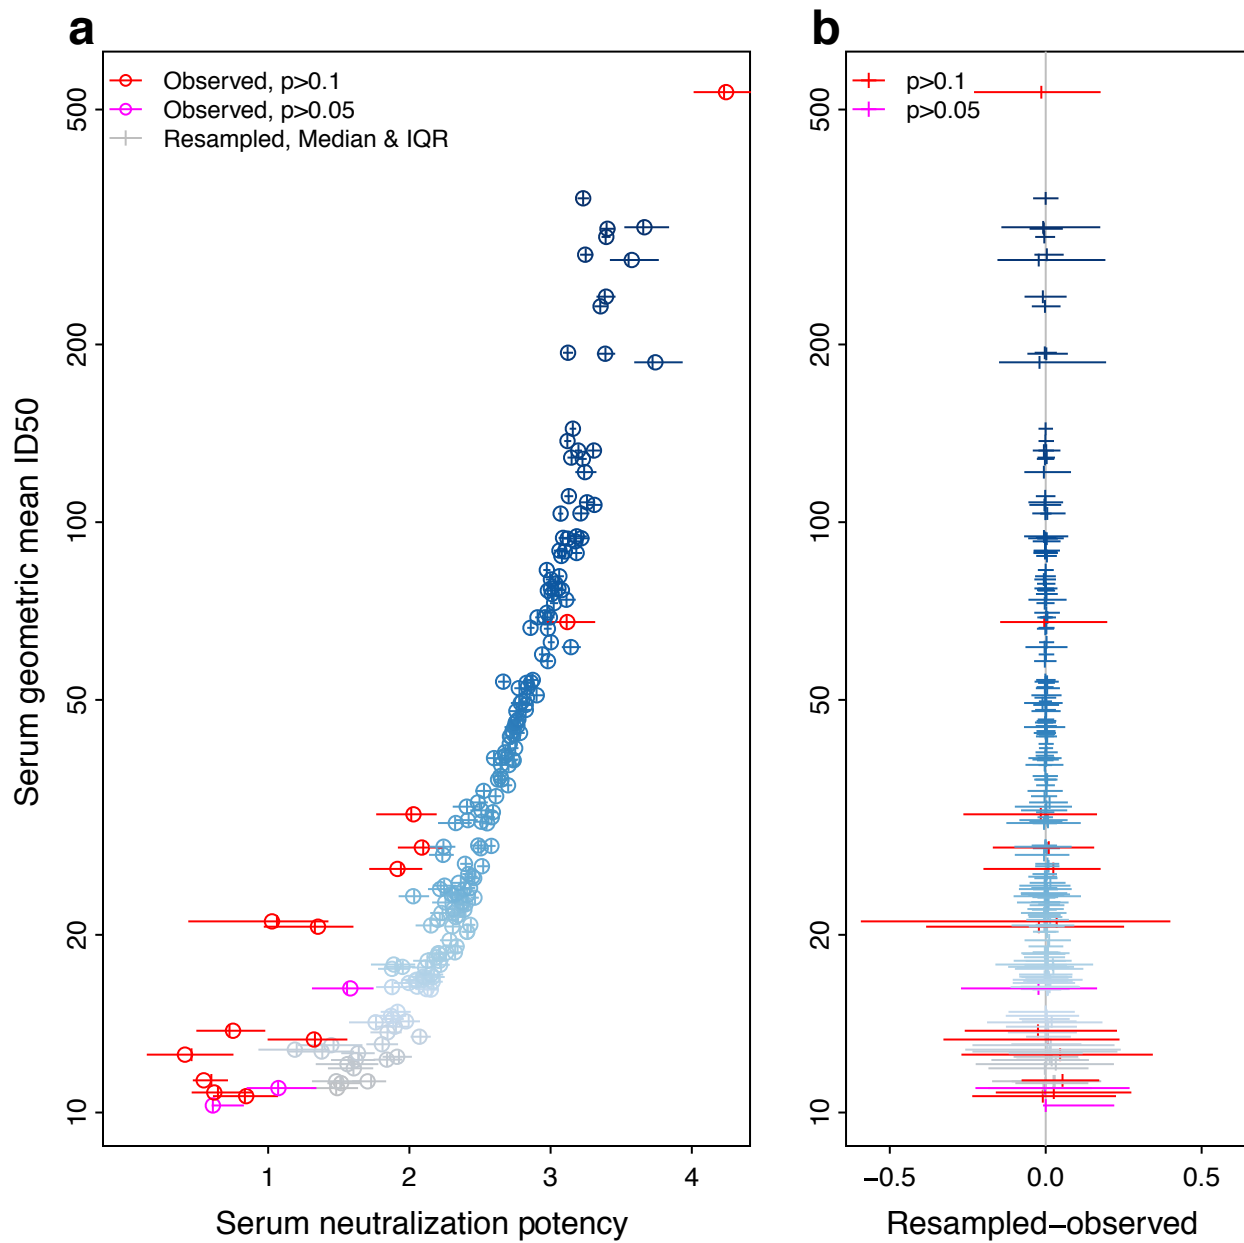 a
Observed, p>0.1
Observed, p>0.05
Resampled, Median & IQR
500
200
100
50
20
10
Serum geometric mean ID50
1 2 3 4
Serum neutralization potency
b
p>0.1
p>0.05
500
200
100
50
20
10
−0.5 0.0 0.5
Resampled−observed